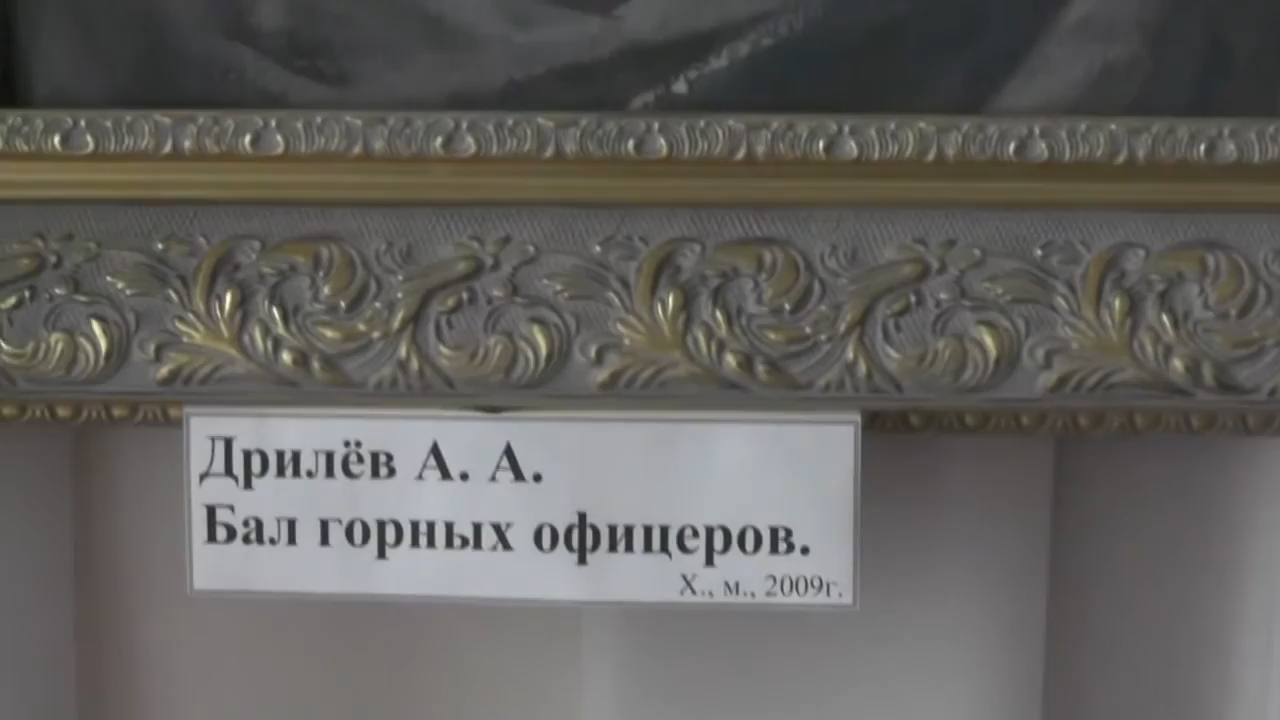 Дрилёв А. А.
Бал горных офицеров.
Х., м., 2009г.